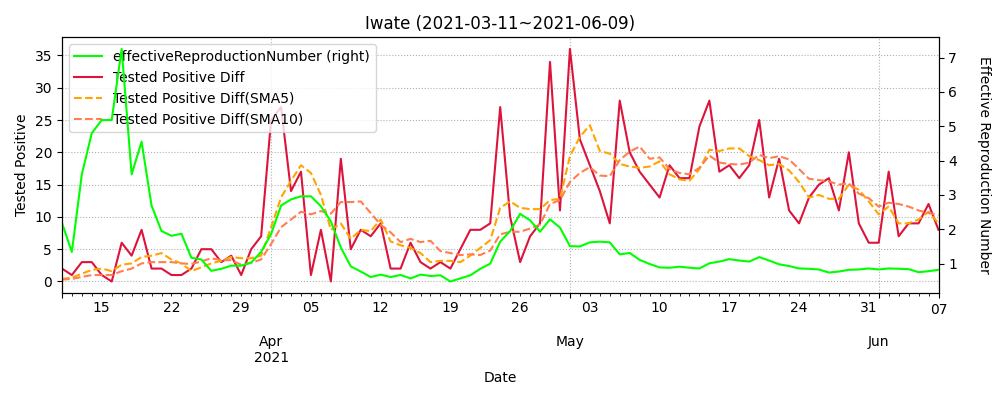 Iwate (2021-03-11~2021-06-09)
effectiveReproductionNumber (right)
Tested Positive Diff
Tested Positive Diff(SMA5)
Tested Positive Diff(SMA10)
Tested Positive
35
30
25
20
15
10
5
0
Effective Reproduction Number
7
6
5
4
3
2
1
15 22 29 05 12 19 26 03 10 17 24 31 07
Apr May Jun
2021
Date